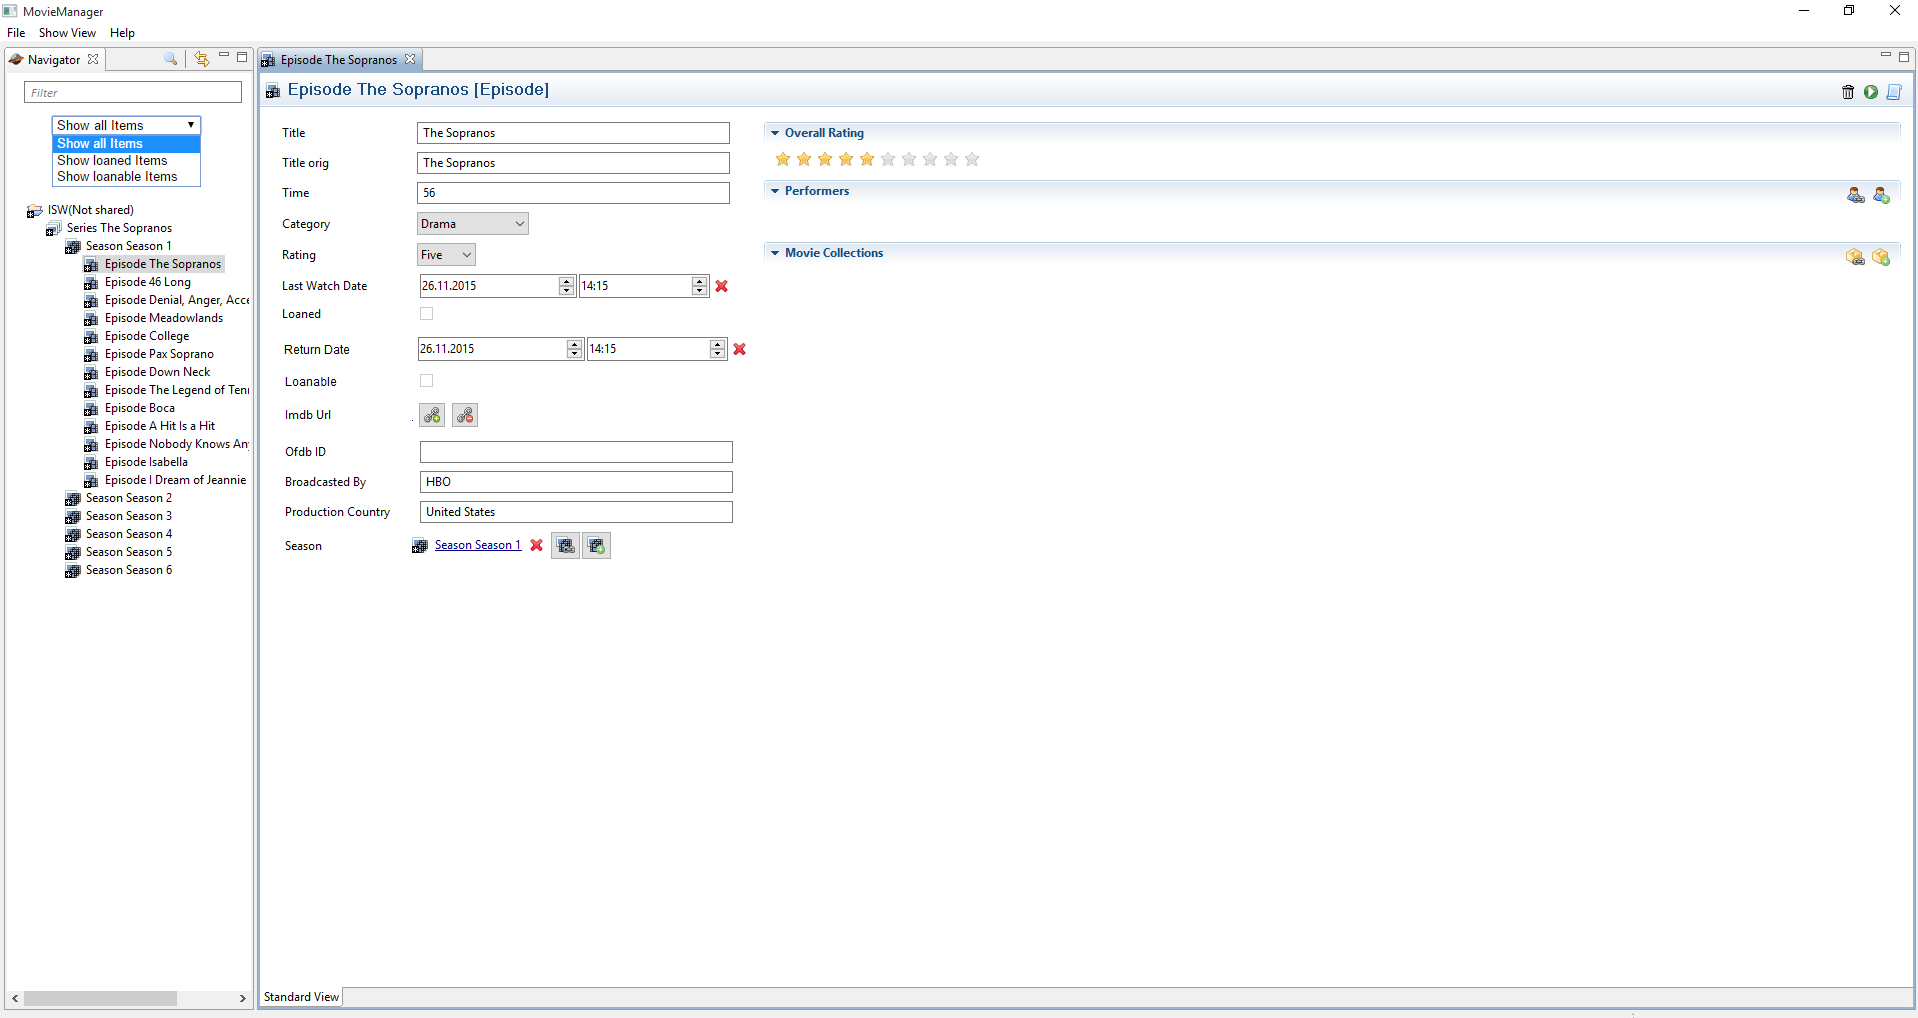 MovieManager
File Show View Help
Navigator
Filter
Show all Items
Show all Items
Show loaned Items
Show loanable Items
ISW(Not shared)
Series The Sopranos
Season Season 1
Episode The Sopranos
Episode 46 Long
Episode Denial, Anger, Acce
Episode Meadowlands
Episode College
Episode Pax Soprano
Episode Down Neck
Episode The Legend of Ten
Episode Boca
Episode A Hit Is a Hit
Episode Nobody Knows An
Episode Isabella
Episode I Dream of Jeannie
Season Season 2
Season Season 3
Season Season 4
Season Season 5
Season Season 6
Episode The Sopranos
Episode The Sopranos [Episode]
Title The Sopranos
Title orig The Sopranos
Time 56
Category Drama
Rating Five
Last Watch Date 26.11.2015 14:15
Loaned
Return Date 26.11.2015 14:15
Loanable
Imdb Url
Ofdb ID
Broadcasted By HBO
Production Country United States
Season Season Season 1
Overall Rating
Performers
Movie Collections
Standard View